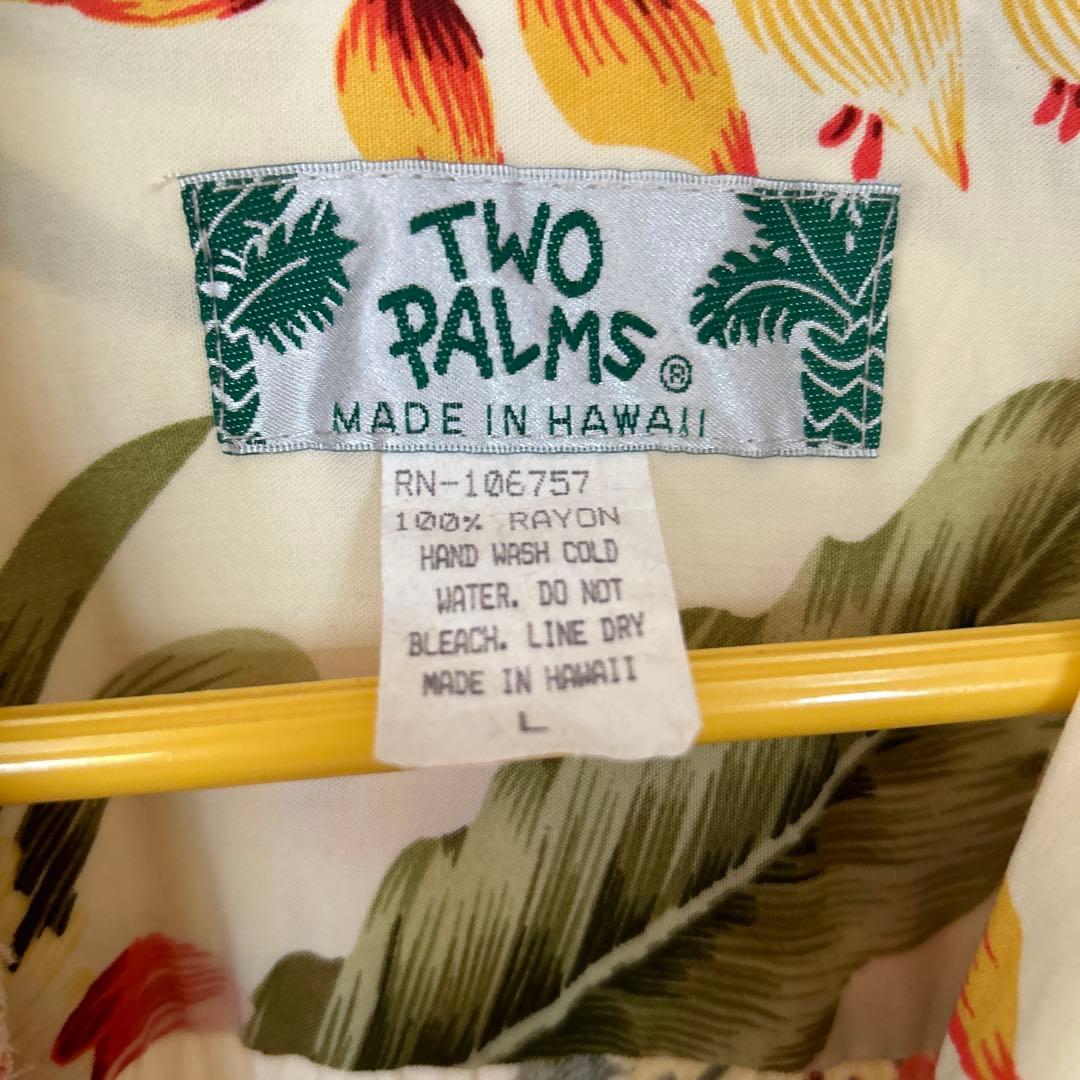 TWO
PALMS®
MADE IN HAWAII
RN-106757
100% RAYON
HAND WASH COLD
WATER. DO NOT
BLEACH. LINE DRY
MADE IN HAWAII
L